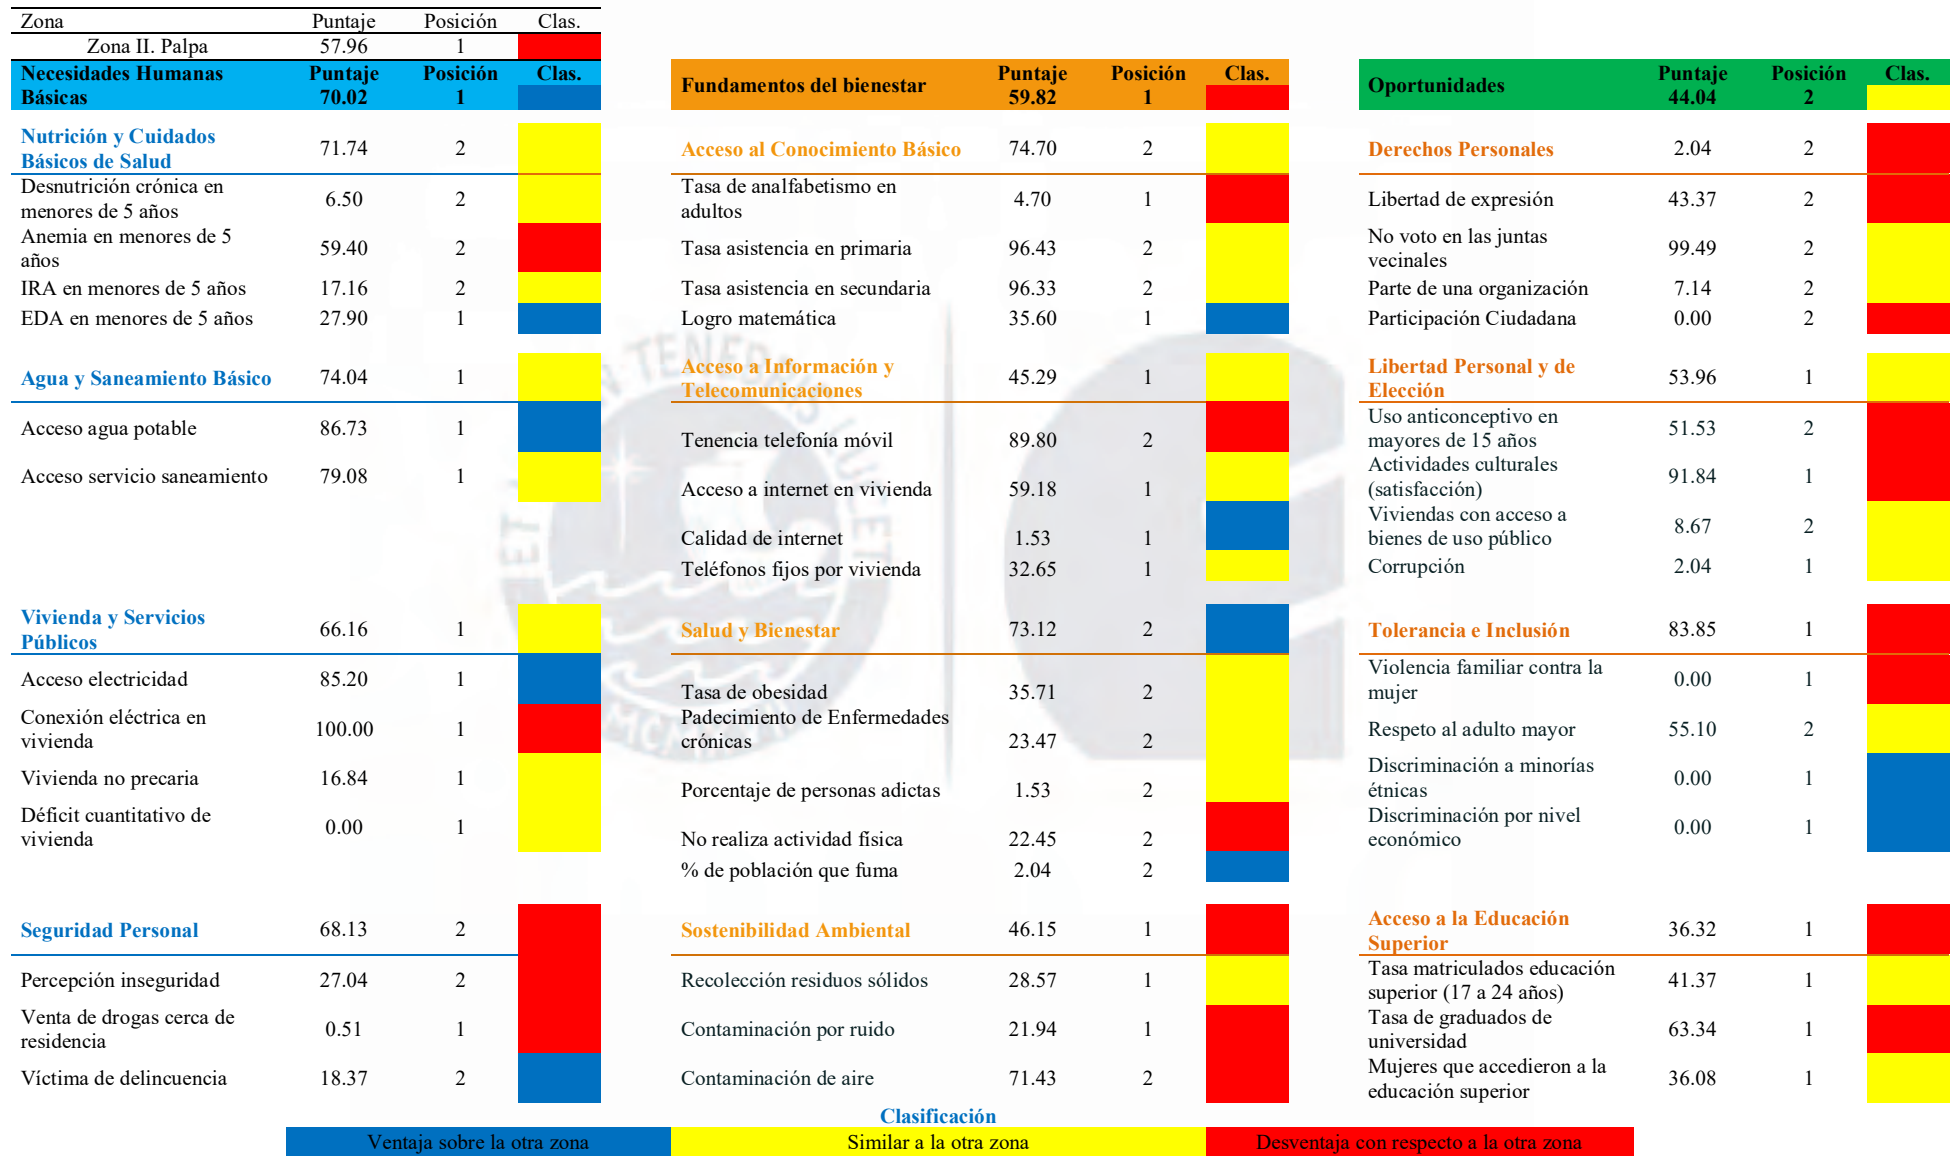 Zona Puntaje Posición Clas.
Zona II. Palpa 57.96 1
Necesidades Humanas Básicas Puntaje 70.02 Posición 1 Clas.
Nutrición y Cuidados
Básicos de Salud 71.74 2
Desnutrición crónica en
menores de 5 años 6.50 2
Anemia en menores de 5
años 59.40 2
IRA en menores de 5 años 17.16 2
EDA en menores de 5 años 27.90 1
Agua y Saneamiento Básico 74.04 1
Acceso agua potable 86.73 1
Acceso servicio saneamiento 79.08 1
Vivienda y Servicios
Públicos 66.16 1
Acceso electricidad 85.20 1
Conexión eléctrica en
vivienda 100.00 1
Vivienda no precaria 16.84 1
Déficit cuantitativo de
vivienda 0.00 1
Seguridad Personal 68.13 2
Percepción inseguridad 27.04 2
Venta de drogas cerca de
residencia 0.51 1
Víctima de delincuencia 18.37 2
Fundamentos del bienestar Puntaje 59.82 Posición 1 Clas.
Acceso al Conocimiento Básico 74.70 2
Tasa de analfabetismo en
adultos 4.70 1
Tasa asistencia en primaria 96.43 2
Tasa asistencia en secundaria 96.33 2
Logro matemática 35.60 1
Acceso a Información y
Telecomunicaciones 45.29 1
Tenencia telefonía móvil 89.80 2
Acceso a internet en vivienda 59.18 1
Calidad de internet 1.53 1
Teléfonos fijos por vivienda 32.65 1
Salud y Bienestar 73.12 2
Tasa de obesidad 35.71 2
Padecimiento de Enfermedades
crónicas 23.47 2
Porcentaje de personas adictas 1.53 2
No realiza actividad física 22.45 2
% de población que fuma 2.04 2
Sostenibilidad Ambiental 46.15 1
Recolección residuos sólidos 28.57 1
Contaminación por ruido 21.94 1
Contaminación de aire 71.43 2
Oportunidades Puntaje 44.04 Posición 2 Clas.
Derechos Personales 2.04 2
Libertad de expresión 43.37 2
No voto en las juntas
vecinales 99.49 2
Parte de una organización 7.14 2
Participación Ciudadana 0.00 2
Libertad Personal y de
Elección 53.96 1
Uso anticonceptivo en
mayores de 15 años 51.53 2
Actividades culturales
(satisfacción) 91.84 1
Viviendas con acceso a
bienes de uso público 8.67 2
Corrupción 2.04 1
Tolerancia e Inclusión 83.85 1
Violencia familiar contra la
mujer 0.00 1
Respeto al adulto mayor 55.10 2
Discriminación a minorías
étnicas 0.00 1
Discriminación por nivel
económico 0.00 1
Acceso a la Educación
Superior 36.32 1
Tasa matriculados educación
superior (17 a 24 años) 41.37 1
Tasa de graduados de
universidad 63.34 1
Mujeres que accedieron a la
educación superior 36.08 1
Clasificación
Ventaja sobre la otra zona Similar a la otra zona Desventaja con respecto a la otra zona